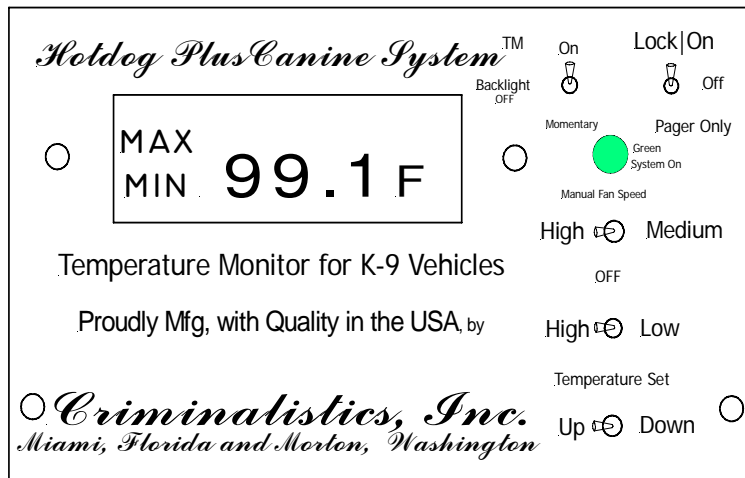 Hotdog PlusCanine System TM
On
Lock|On
Backlight
OFF
Off
Momentary
Pager Only
MAX
MIN 99.1 F
Green
System On
Manual Fan Speed
High Medium
Temperature Monitor for K-9 Vehicles
OFF
Proudly Mfg, with Quality in the USA, by
High Low
Temperature Set
Criminalistics, Inc.
Up Down
Miami, Florida and Morton, Washington